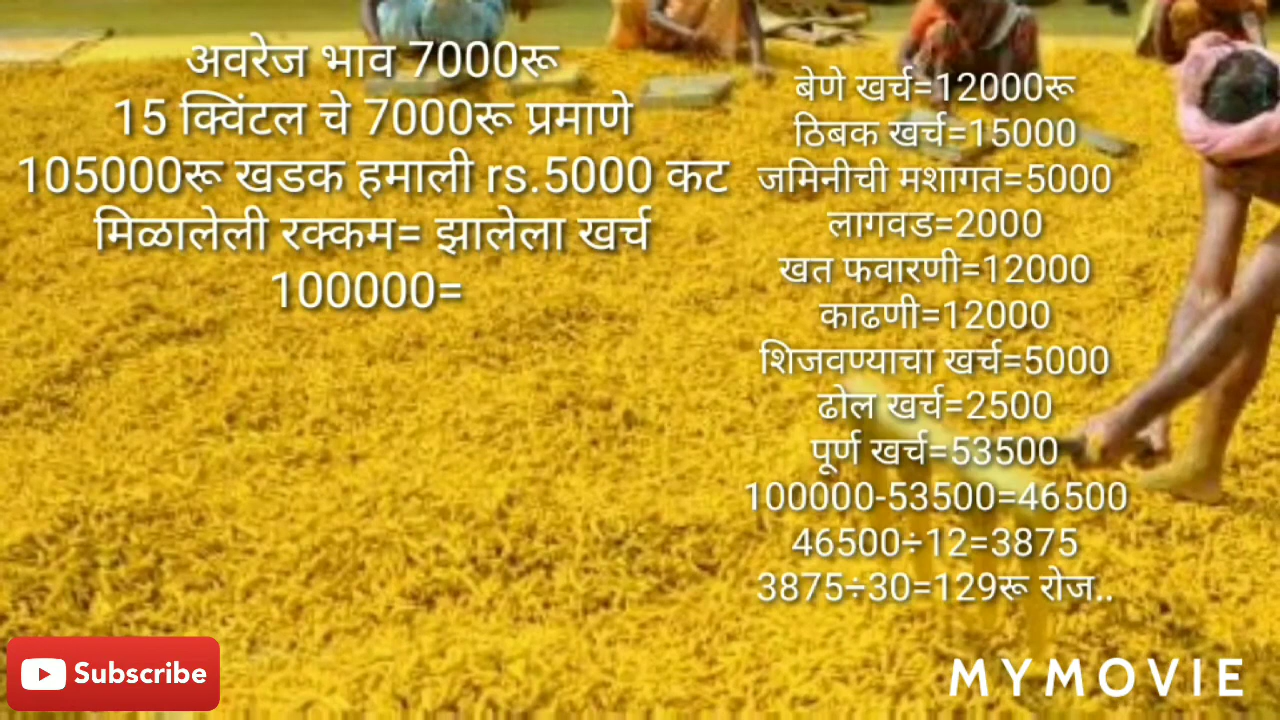 अवरेज भाव 7000रू
15 क्विंटल चे 7000रू प्रमाणे
105000रू खडक हमाली rs.5000 कट
मिळालेली रक्कम= झालेला खर्च
100000=
बेणे खर्च=12000रू
ठिबक खर्च=15000
जमिनीची मशागत=5000
लागवड=2000
खत फवारणी=12000
काढणी=12000
शिजवण्याचा खर्च=5000
ढोल खर्च=2500
पूर्ण खर्च=53500
100000-53500=46500
46500÷12=3875
3875÷30=129रू रोज..
Subscribe
MYMOVIE